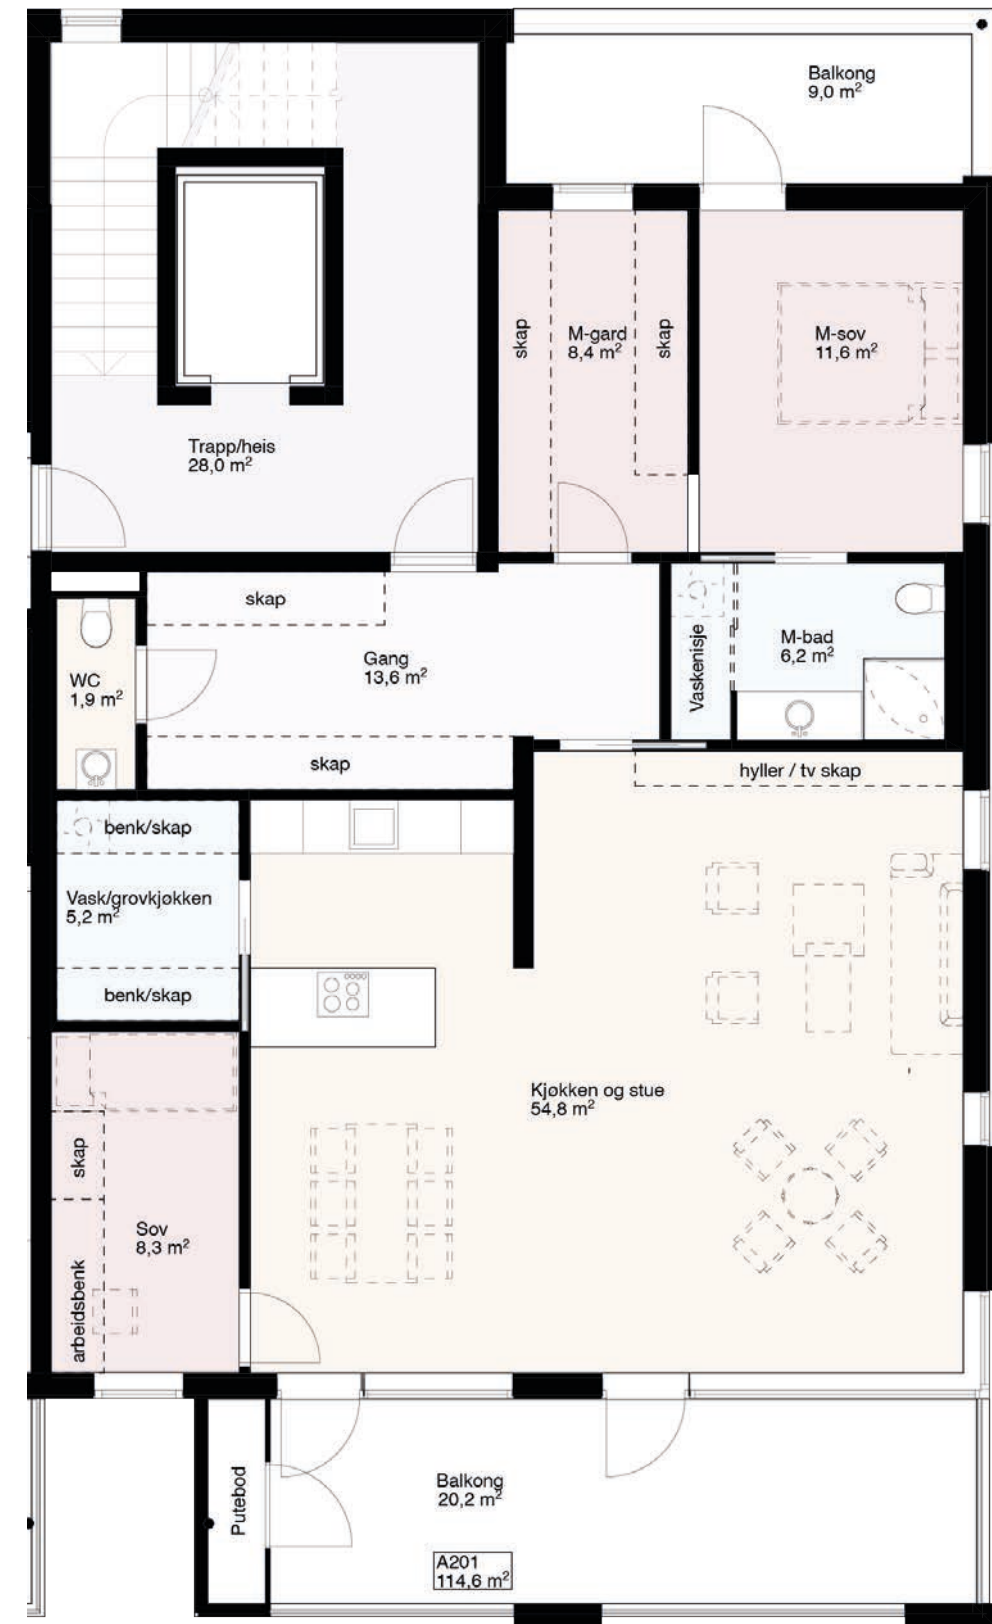 Balkong
9,0 m²
skap
M-gard
8,4 m²
skap
M-sov
11,6 m²
Trapp/heis
28,0 m²
skap
Gang
13,6 m²
WC
1,9 m²
Vaskenisje
M-bad
6,2 m²
skap
hyller / tv skap
benk/skap
Vask/grovkjøkken
5,2 m²
benk/skap
Kjøkken og stue
54,8 m²
skap
Sov
8,3 m²
arbeidsbenk
Putebod
Balkong
20,2 m²
A201
114,6 m²